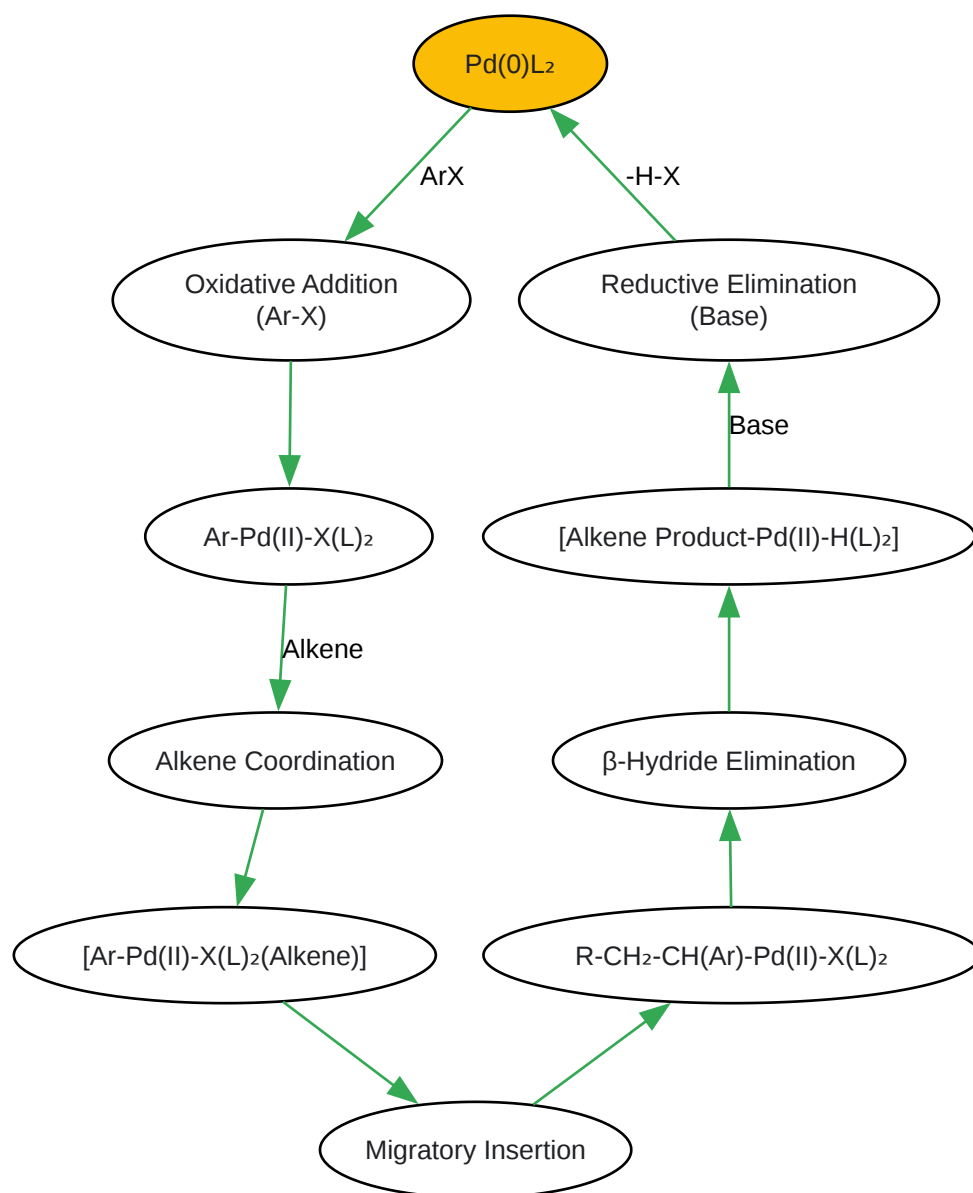 Pd(0)L₂
ArX
-H-X
Oxidative Addition
(Ar-X)
Reductive Elimination
(Base)
Base
Ar-Pd(II)-X(L)₂
[Alkene Product-Pd(II)-H(L)₂]
Alkene
Alkene Coordination
β-Hydride Elimination
[Ar-Pd(II)-X(L)₂(Alkene)]
R-CH₂-CH(Ar)-Pd(II)-X(L)₂
Migratory Insertion